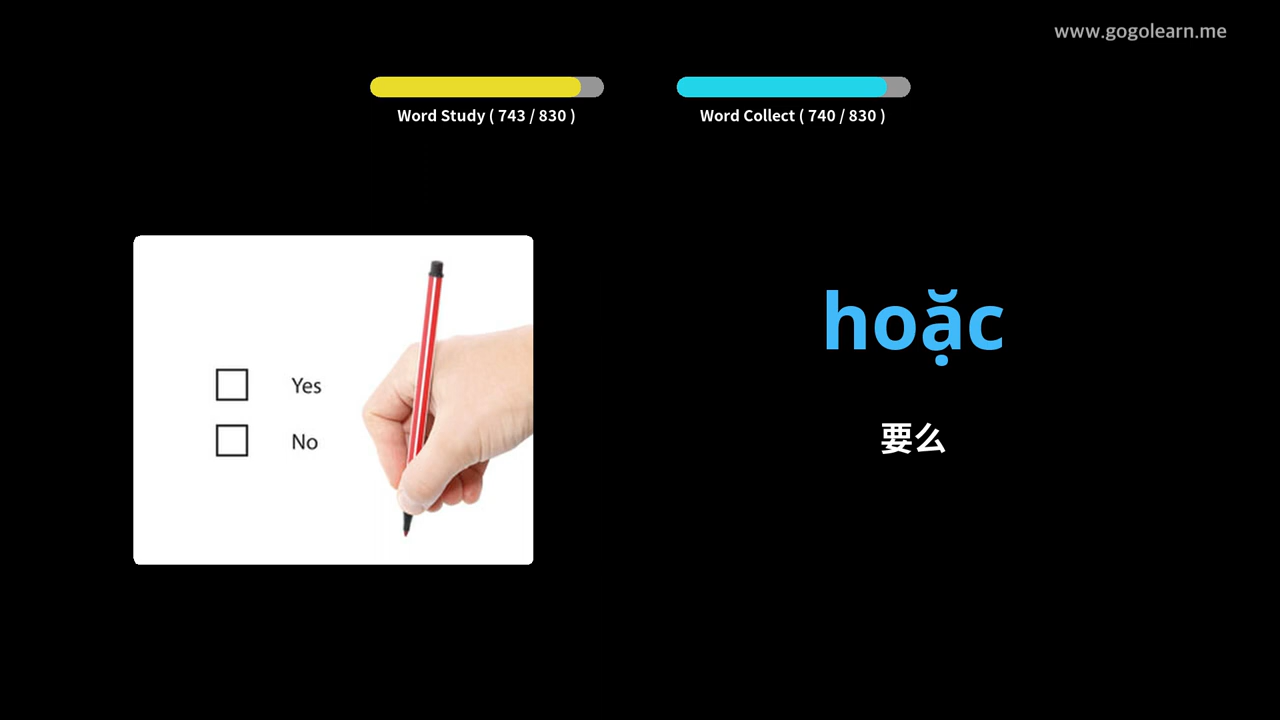 www.gogolearn.me
Word Study ( 743 / 830 )
Word Collect ( 740 / 830 )
Yes
No
hoặc
要么